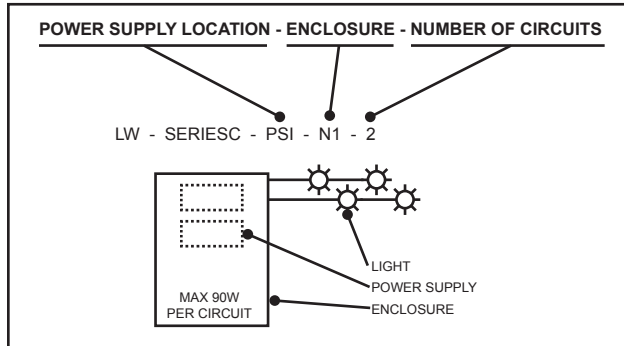 POWER SUPPLY LOCATION - ENCLOSURE - NUMBER OF CIRCUITS
LW - SERIESC - PSI - N1 - 2
LIGHT
POWER SUPPLY
ENCLOSURE
MAX 90W
PER CIRCUIT